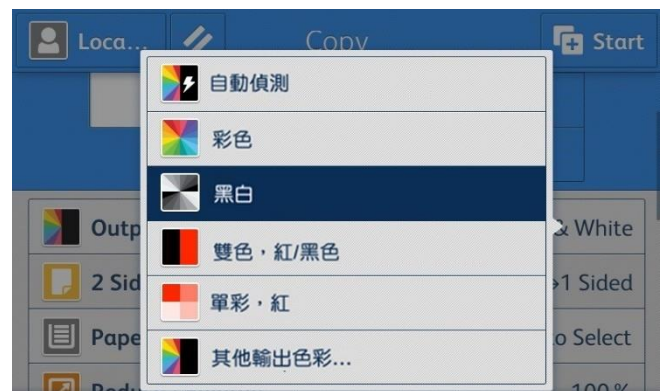 Loca...
Copy
Start
自動偵測
彩色
黑白
雙色，紅/黑色
單彩，紅
其他輸出色彩...
Outp
& White
2 Sid
1 Sided
Pape
o Select
100 %